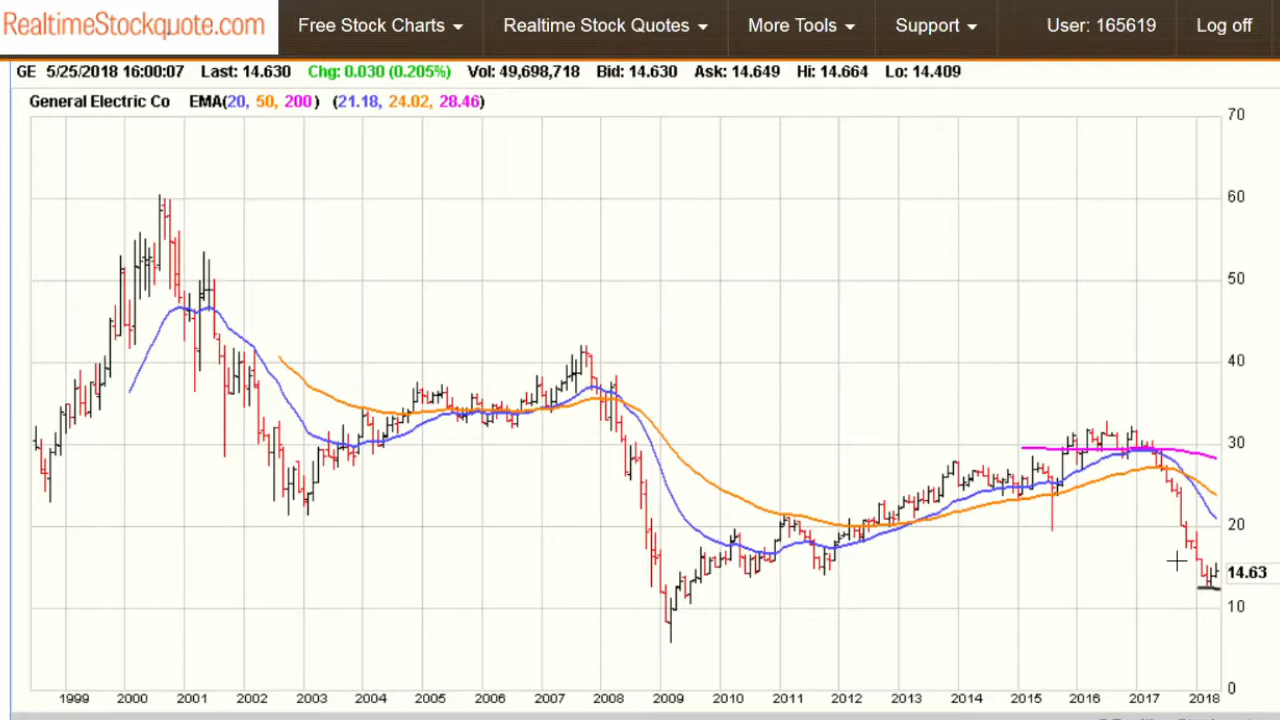 RealtimeStockquote.com Free Stock Charts Realtime Stock Quotes More Tools Support User: 165619 Log off
GE 5/25/2018 16:00:07 Last: 14.630 Chg: 0.030 (0.205%) Vol: 49,698,718 Bid: 14.630 Ask: 14.649 Hi: 14.664 Lo: 14.409
General Electric Co EMA(20, 50, 200 ) (21.18, 24.02, 28.46)
70
60
50
40
30
20
14.63
10
0
1999 2000 2001 2002 2003 2004 2005 2006 2007 2008 2009 2010 2011 2012 2013 2014 2015 2016 2017 2018